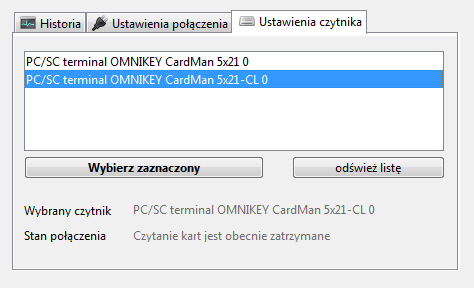 Historia
Ustawienia połączenia
Ustawienia czytnika
PC/SC terminal OMNIKEY CardMan 5x21 0
PC/SC terminal OMNIKEY CardMan 5x21-CL 0
Wybierz zaznaczony
odśwież listę
Wybrany czytnik PC/SC terminal OMNIKEY CardMan 5x21-CL 0
Stan połączenia Czytanie kart jest obecnie zatrzymane